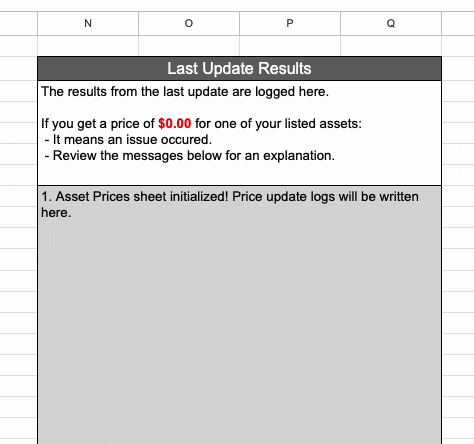 N O P Q
Last Update Results
The results from the last update are logged here.
If you get a price of $0.00 for one of your listed assets:
- It means an issue occured.
- Review the messages below for an explanation.
1. Asset Prices sheet initialized! Price update logs will be written
here.